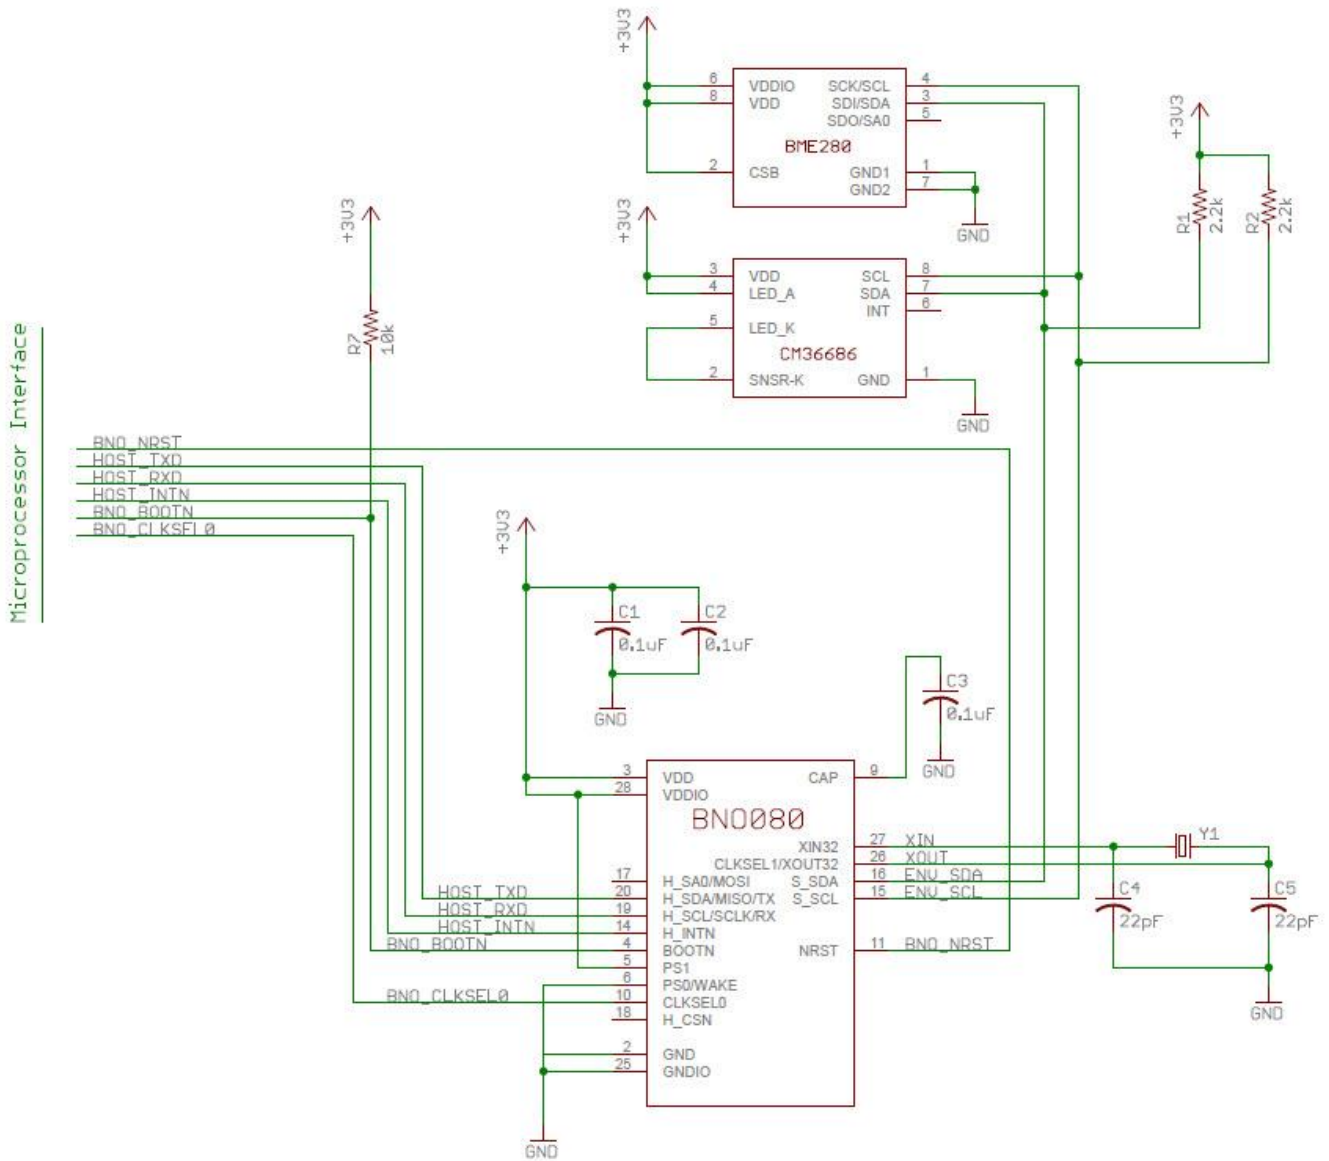 +3V3
6 VDDIO SCK/SCL 4
8 VDD SDI/SDA 3
SDO/SA0 5
BME280
2 CSB GND1 1
GND2 7
GND
+3V3
R1 2.2k
R2 2.2k
+3V3
3 VDD SCL 8
4 LED_A SDA 7
INT 6
5 LED_K
CM36686
2 SNSR-K GND 1
GND
+3V3
R7 10k
Microprocessor Interface
BNO_NRST
HOST_TXD
HOST_RXD
HOST_INTN
BNO_BOOTN
BNO_CLKSEL0
+3V3
C1 0.1uF
C2 0.1uF
GND
C3
0.1uF
GND
3 VDD CAP 9
28 VDDIO
BNO080
XIN32 27 XIN
CLKSEL1/XOUT32 26 XOUT
17 H_SA0/MOSI S_SDA 16 ENV_SDA
HOST_TXD 20 H_SDA/MISO/TX S_SCL 15 ENV_SCL
HOST_RXD 19 H_SCL/SCLK/RX
HOST_INTN 14 H_INTN
BNO_BOOTN 4 BOOTN NRST 11 BNO_NRST
5 PS1
6 PS0/WAKE
BNO_CLKSEL0 10 CLKSEL0
18 H_CSN
2 GND
25 GNDIO
GND
Y1
C4
22pF
C5
22pF
GND